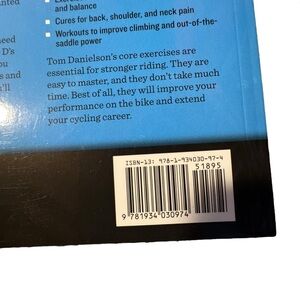 and balance
Cures for back, shoulder, and neck pain
Workouts to improve climbing and out-of-the-
saddle power
need
D's
Tom Danielson's core exercises are
essential for stronger riding. They are
s and
easy to master, and they don't take much
time. Best of all, they will improve your
performance on the bike and extend
your cycling career.
ISBN-13: 978-1-934030-97-4
51895
9 781934 030974